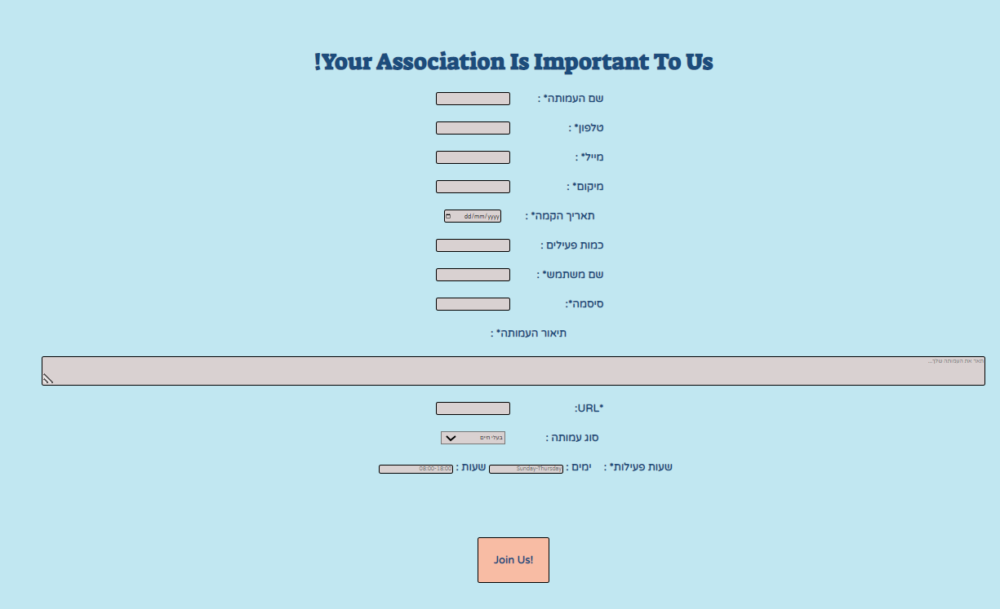 !Your Association Is Important To Us
שם העמותה* :
טלפון* :
מייל* :
מיקום* :
תאריך הקמה* : dd/mm/yyyy
כמות פעילים :
שם משתמש* :
סיסמה*:
תיאור העמותה* :
תאר את העמותה שלך...
*URL:
סוג עמותה : בעלי חיים
שעות פעילות* : ימים : Sunday-Thursday שעות : 08:00-18:00
Join Us!